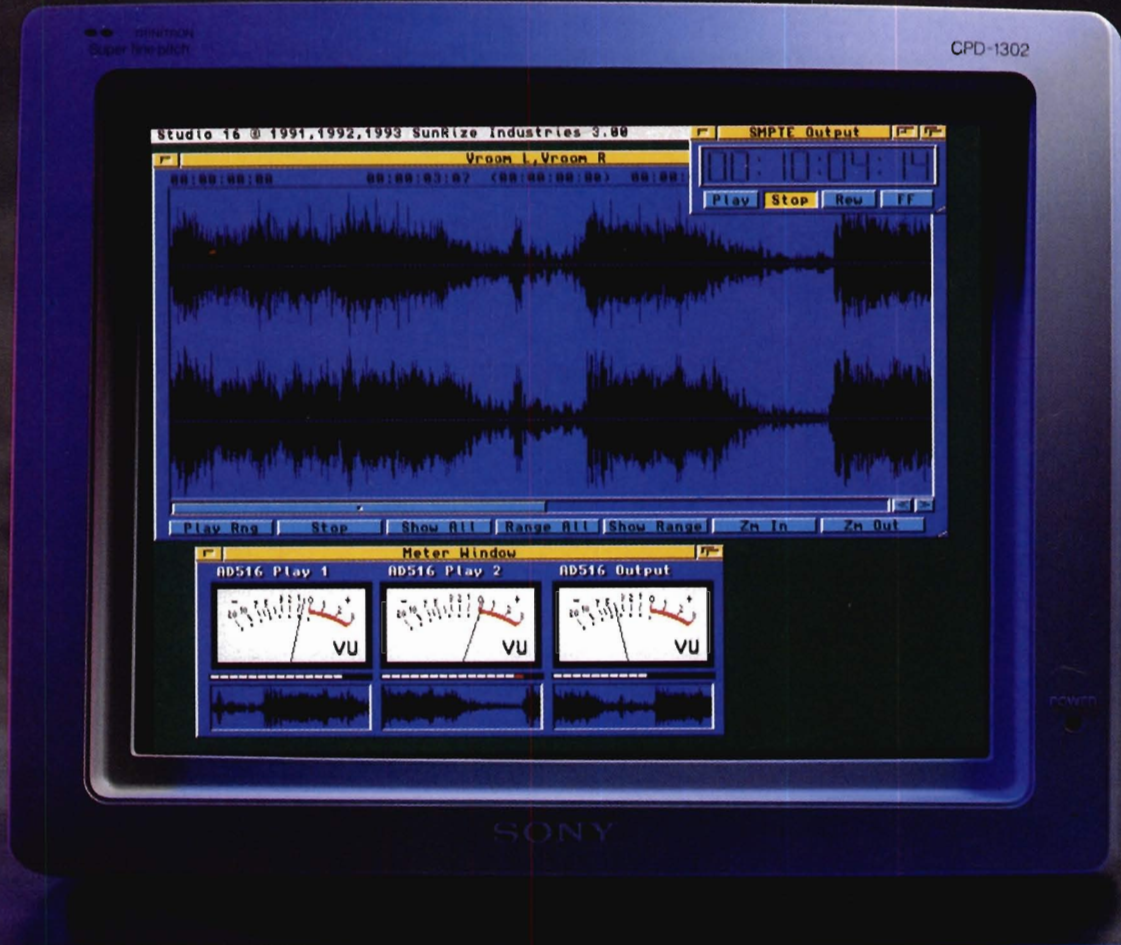 TRINITRON
Super fine pitch
CPD-1302
Studio 16 © 1991,1992,1993 SunRize Industries 3.00
SMPTE Output
00:10:04:14
Play Stop Rew FF
Vroom L,Vroom R
00:00:00:00 00:00:03:07 (00:00:00:00) 00:00:
Play Rng Stop Show All Range All Show Range Zm In Zm Out
Meter Window
AD516 Play 1 AD516 Play 2 AD516 Output
VU VU VU
POWER
SONY